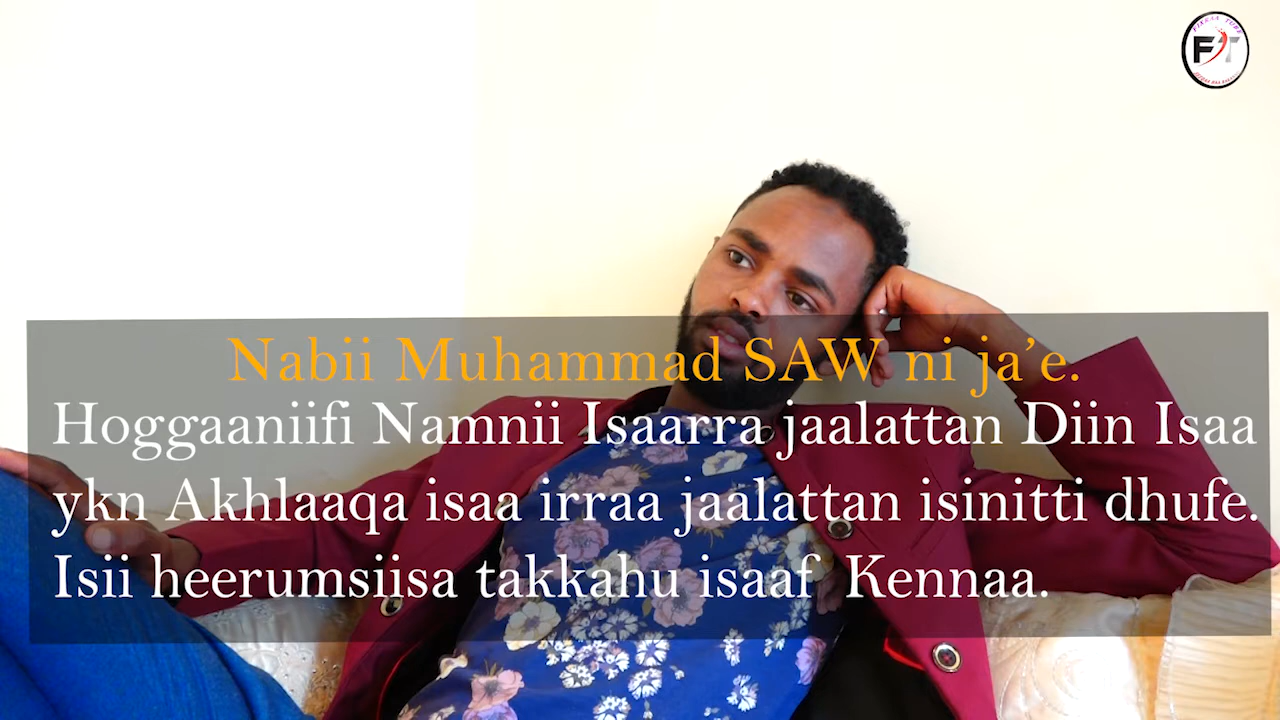 FT
Nabii Muhammad SAW ni ja’e.
Hoggaaniifi Namnii Isaarra jaalattan Diin Isaa
ykn Akhlaaqa isaa irraa jaalattan isinitti dhufe.
Isii heerumsiisa takkahu isaaf Kennaa.